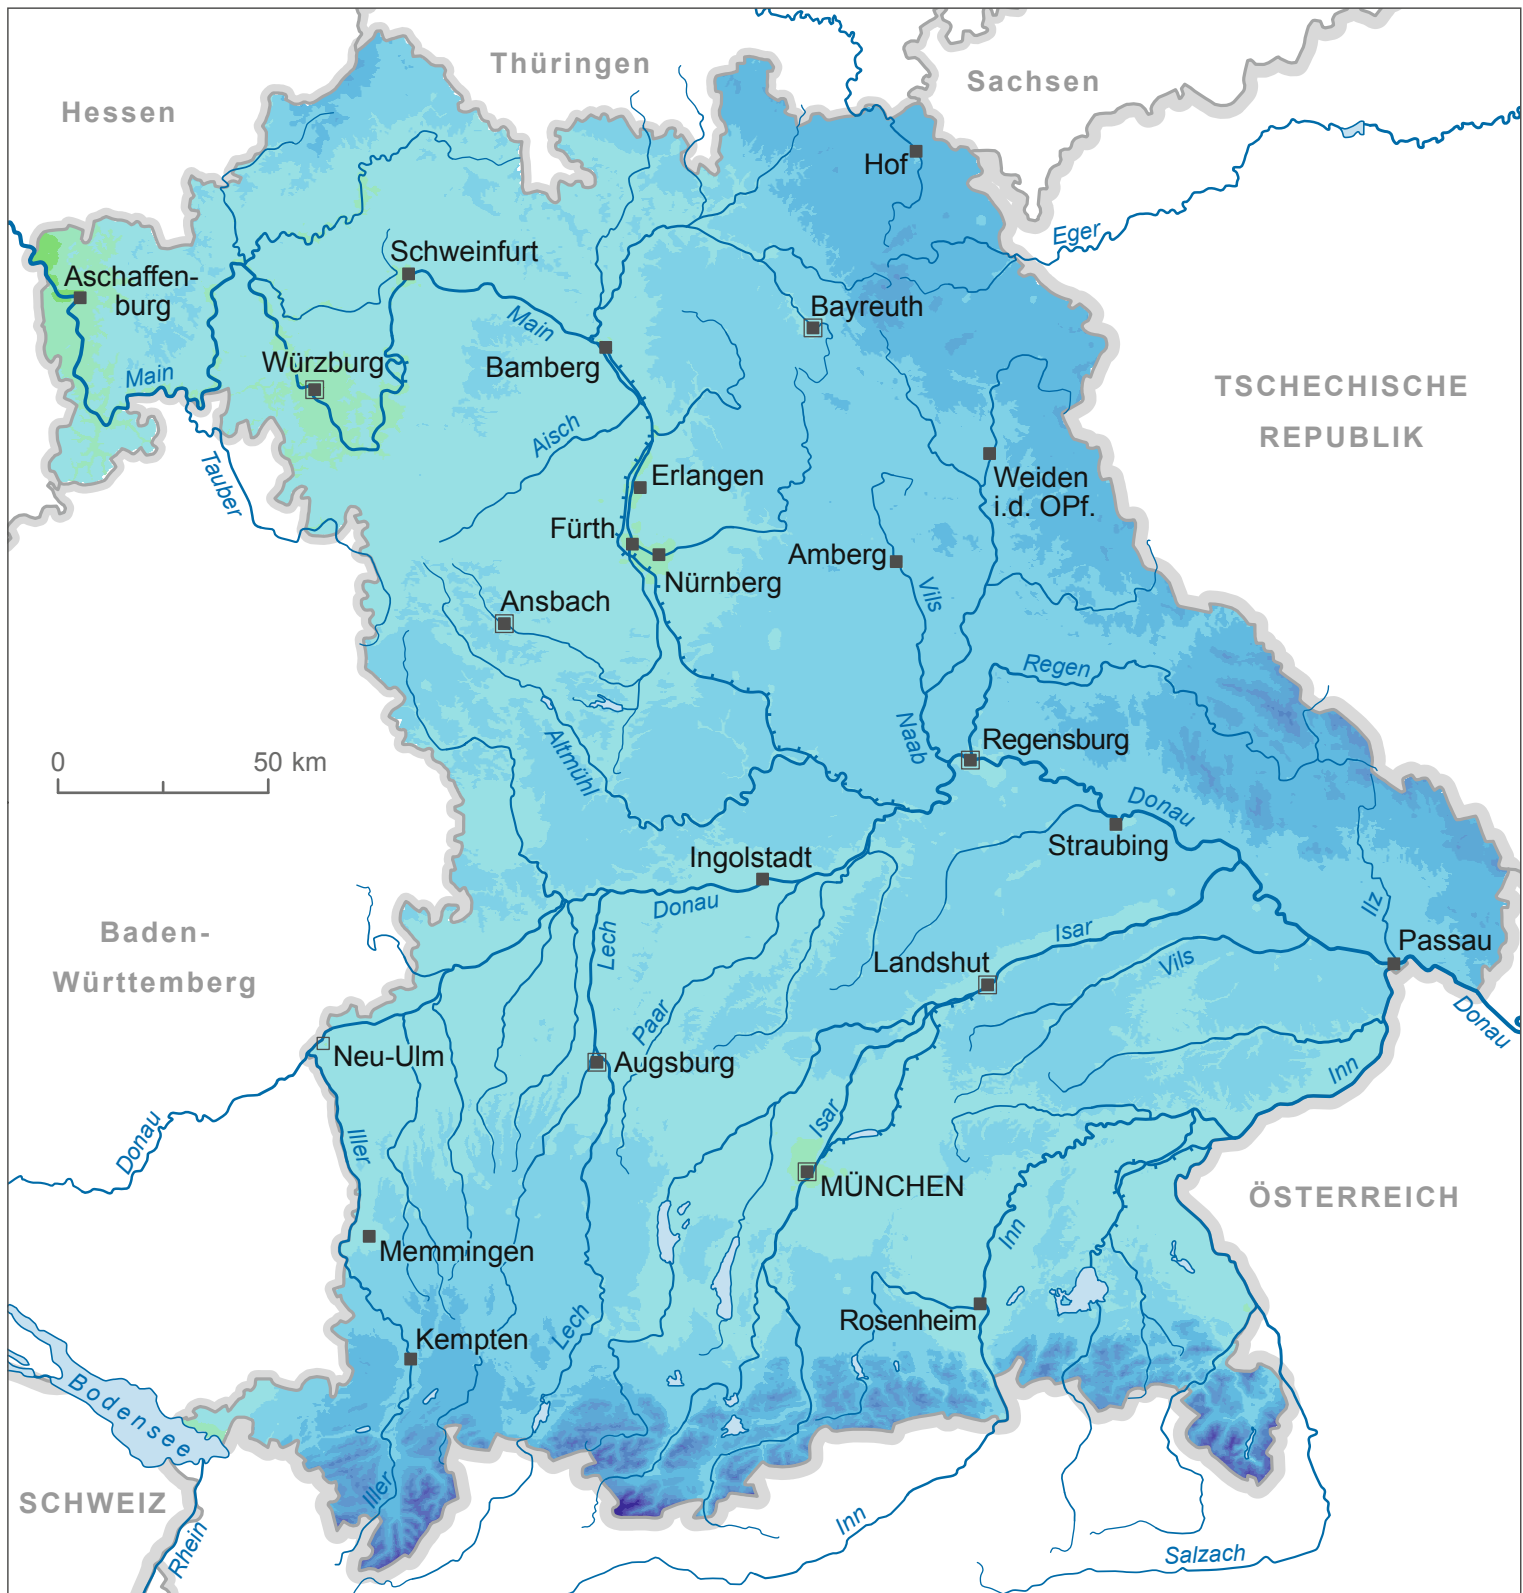 Thüringen
Sachsen
Hessen
Hof
Eger
Schweinfurt
Aschaffen-
burg
Main
Bayreuth
Würzburg
Bamberg
Main
TSCHECHISCHE
REPUBLIK
Aisch
Tauber
Erlangen
Weiden
i.d. OPf.
Fürth
Nürnberg
Amberg
Vils
Ansbach
Regen
Naab
Regensburg
Altmühl
0
50 km
Donau
Straubing
Ingolstadt
Donau
Lech
Ilz
Baden-
Württemberg
Isar
Passau
Landshut
Vils
Paar
Donau
Neu-Ulm
Augsburg
Inn
Donau
Iller
Isar
MÜNCHEN
ÖSTERREICH
Memmingen
Inn
Rosenheim
Kempten
Lech
Bodensee
Iller
SCHWEIZ
Rhein
Inn
Salzach